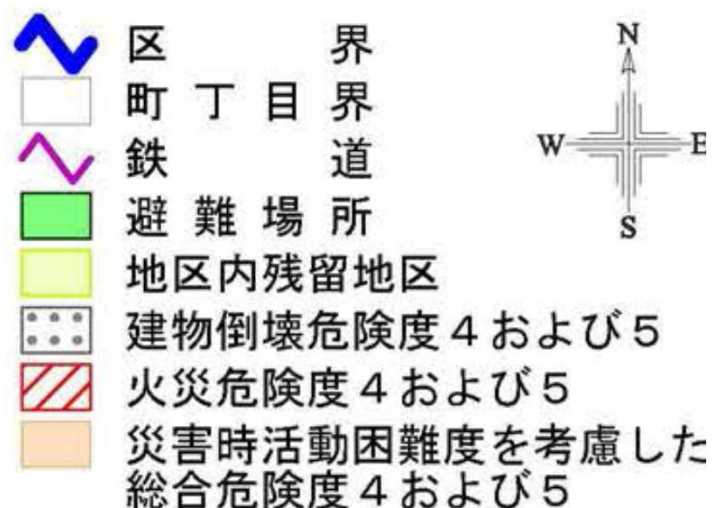 区界
町丁目界
鉄道
避難場所
地区内残留地区
建物倒壊危険度4および5
火災危険度4および5
災害時活動困難度を考慮した
総合危険度4および5
N
W
E
S